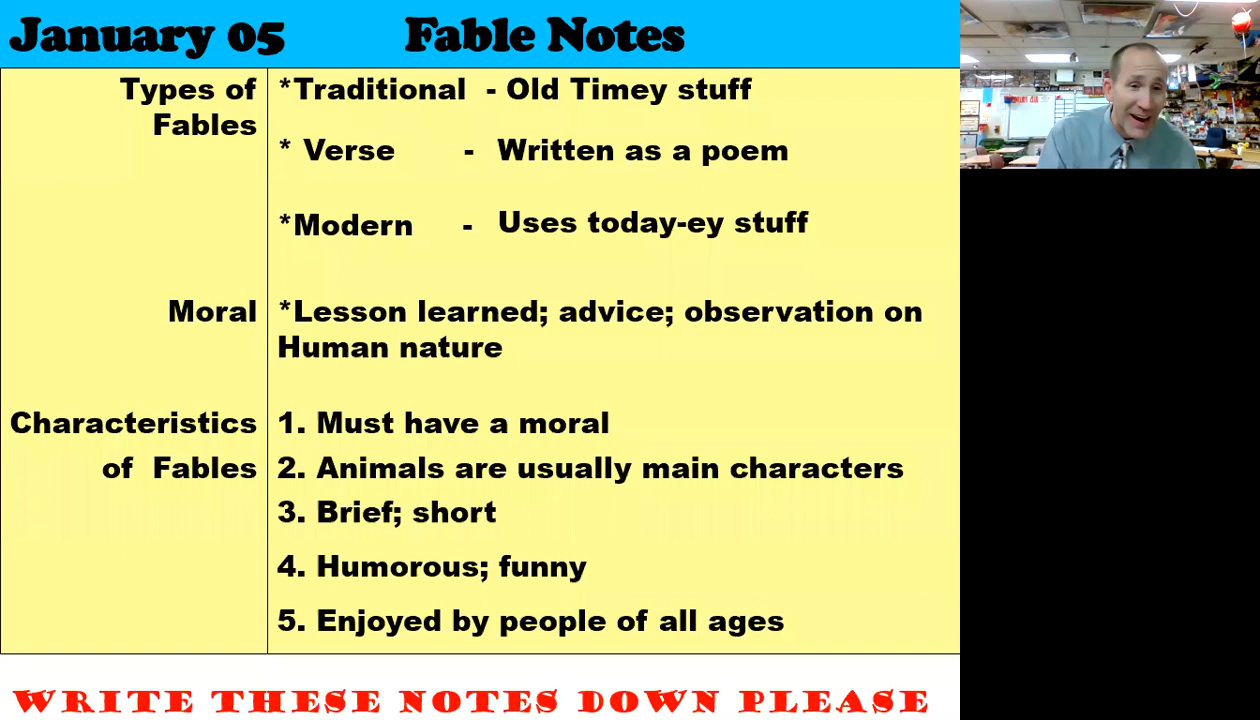 January 05 Fable Notes
Types of Fables
*Traditional - Old Timey stuff
* Verse - Written as a poem
*Modern - Uses today-ey stuff
Moral
*Lesson learned; advice; observation on
Human nature
Characteristics
of Fables
1. Must have a moral
2. Animals are usually main characters
3. Brief; short
4. Humorous; funny
5. Enjoyed by people of all ages
WRITE THESE NOTES DOWN PLEASE